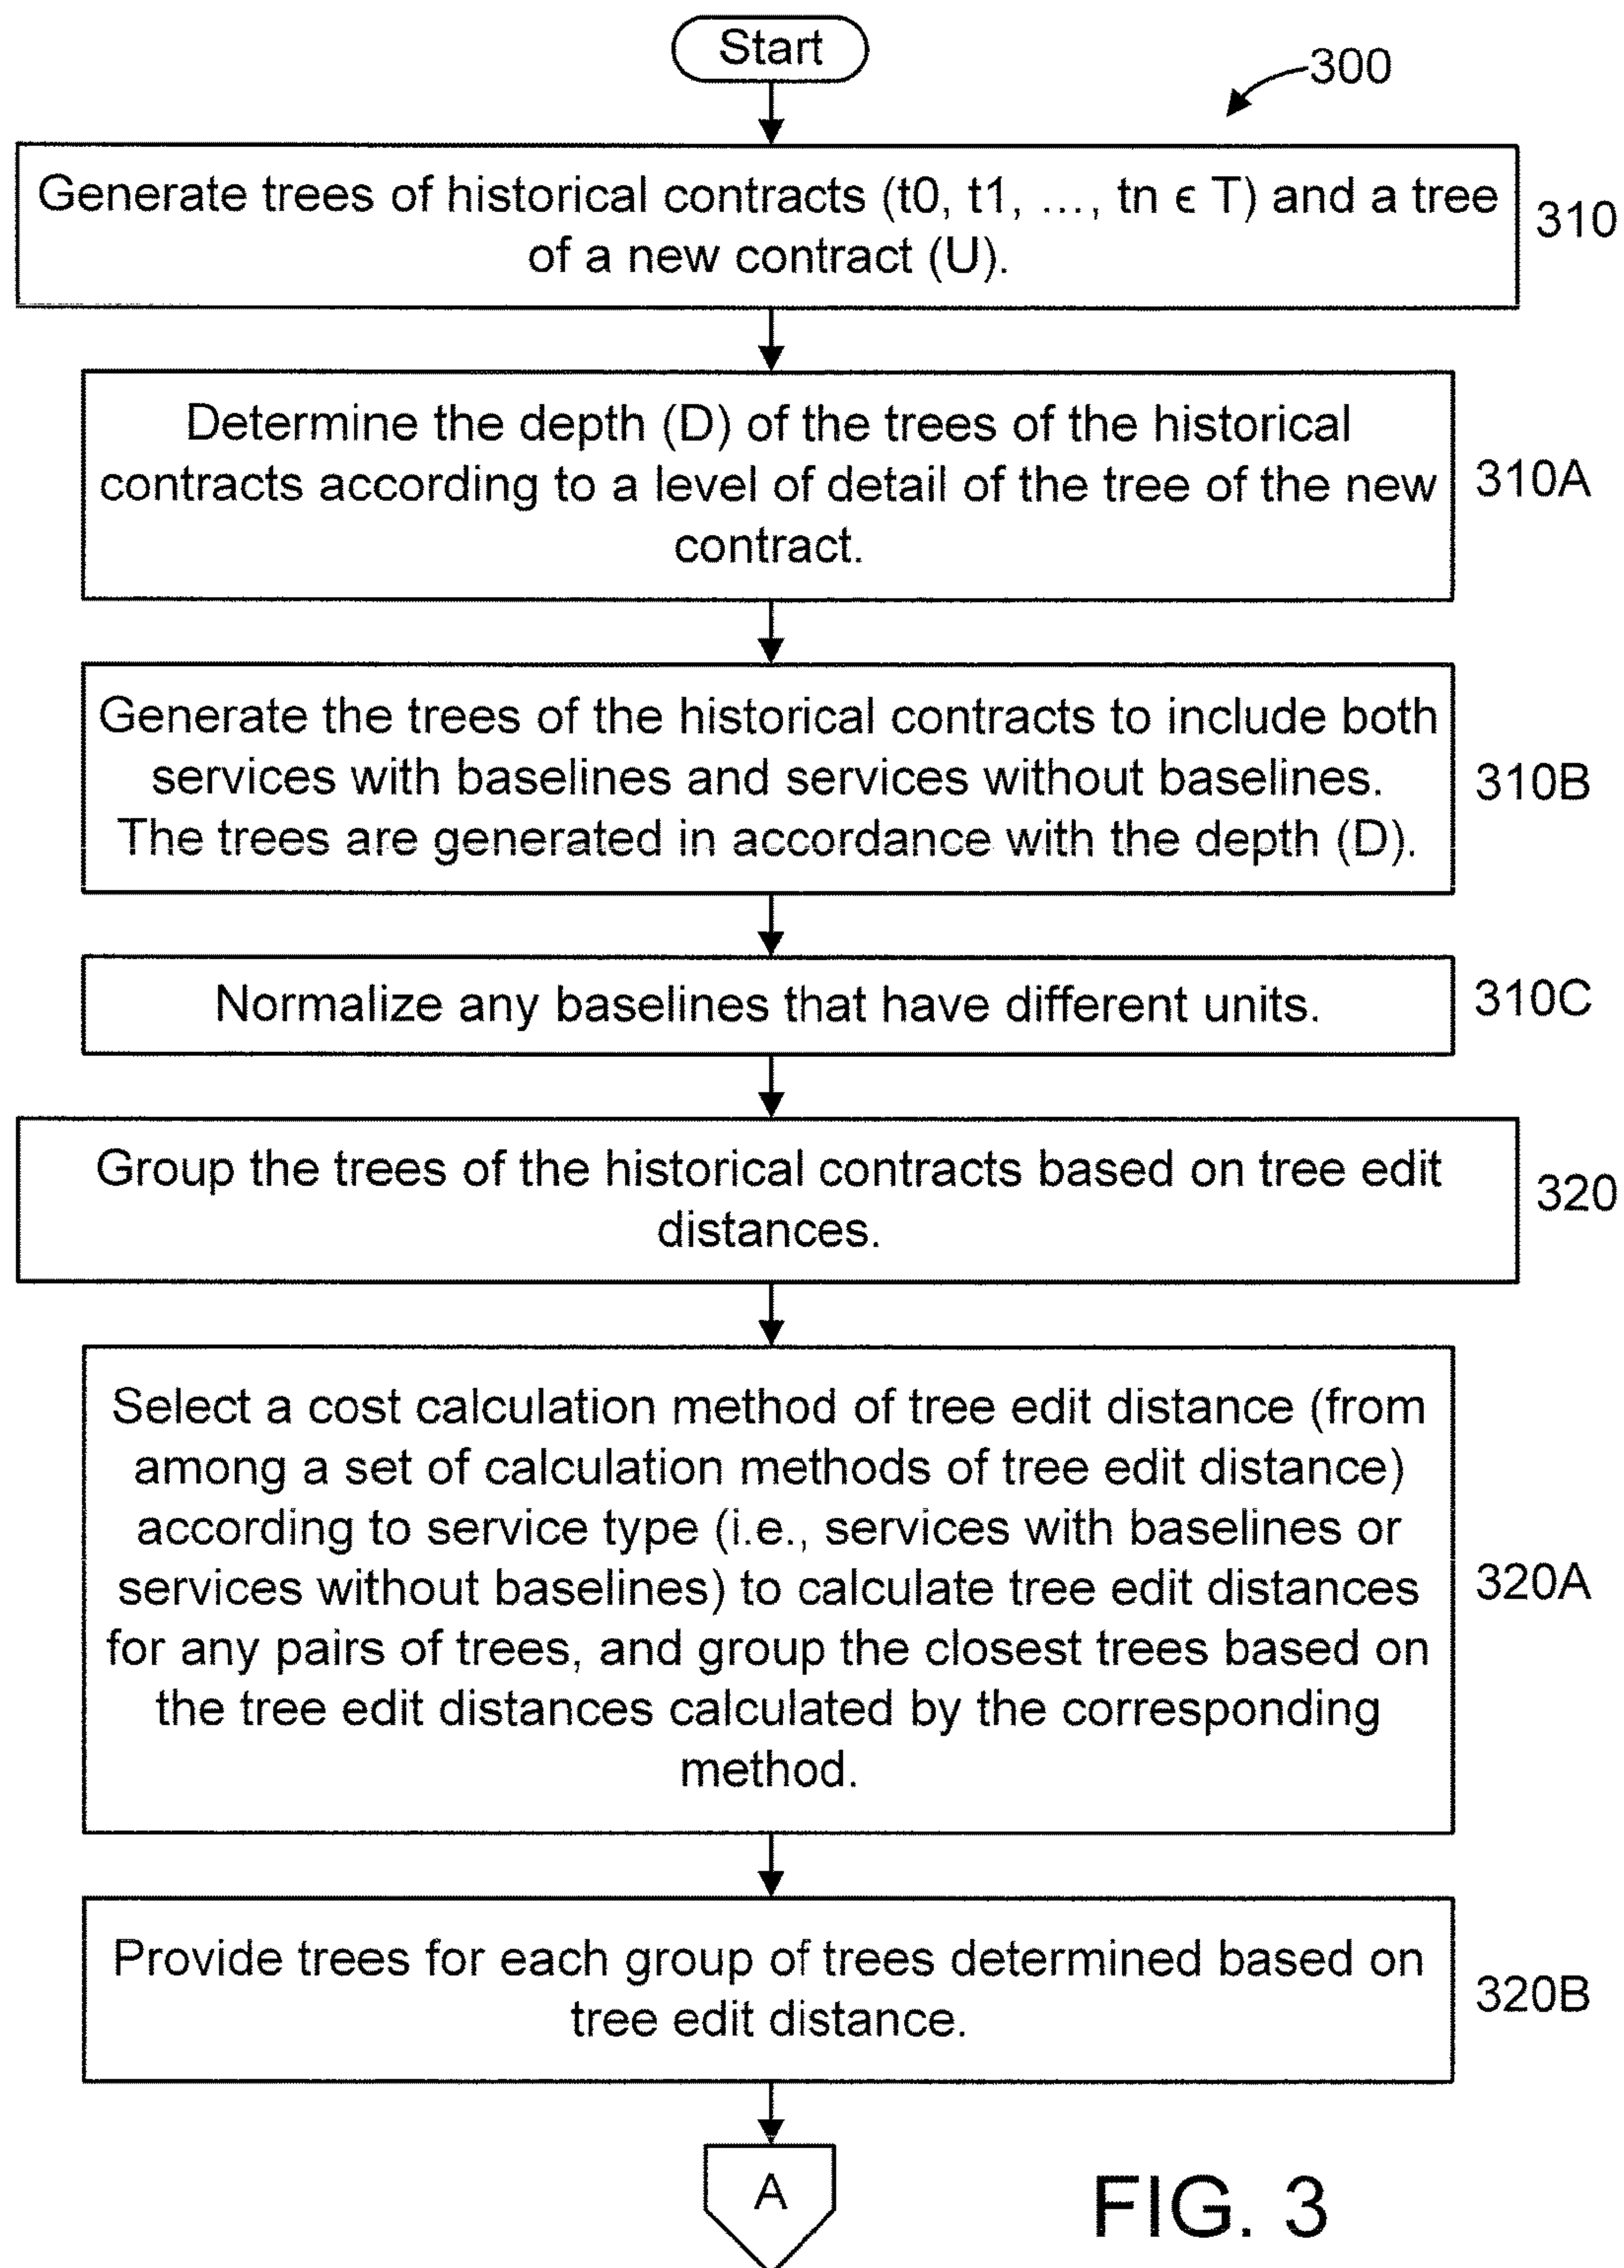 Start
300
Generate trees of historical contracts (t0, t1, ..., tn ϵ T) and a tree
of a new contract (U).
310
Determine the depth (D) of the trees of the historical
contracts according to a level of detail of the tree of the new
contract.
310A
Generate the trees of the historical contracts to include both
services with baselines and services without baselines.
The trees are generated in accordance with the depth (D).
310B
Normalize any baselines that have different units.
310C
Group the trees of the historical contracts based on tree edit
distances.
320
Select a cost calculation method of tree edit distance (from
among a set of calculation methods of tree edit distance)
according to service type (i.e., services with baselines or
services without baselines) to calculate tree edit distances
for any pairs of trees, and group the closest trees based on
the tree edit distances calculated by the corresponding
method.
320A
Provide trees for each group of trees determined based on
tree edit distance.
320B
A
FIG. 3